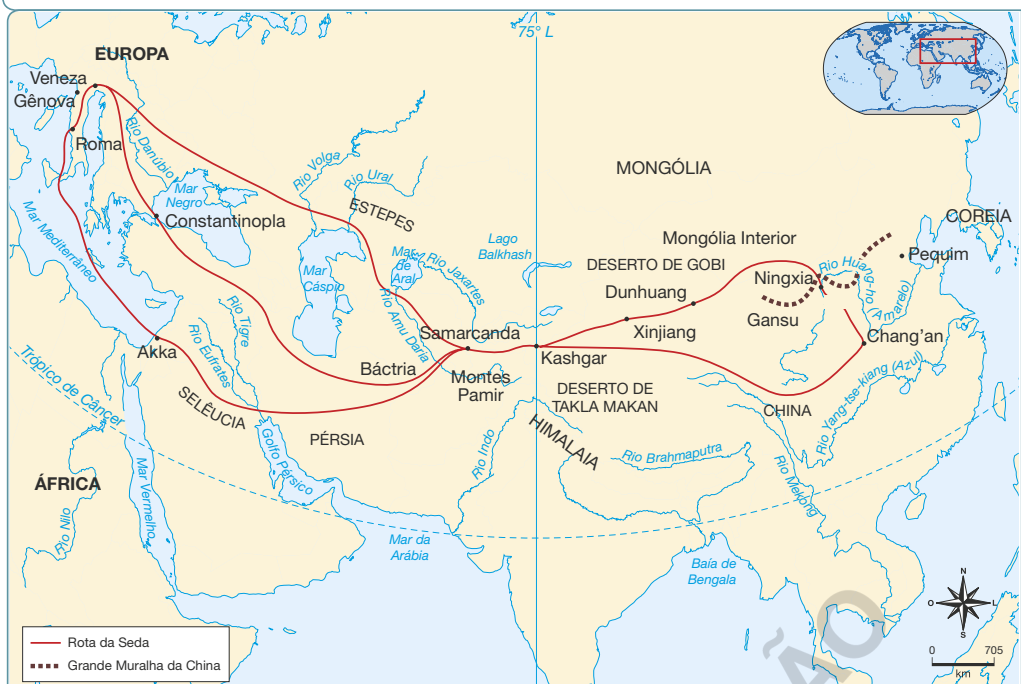 75° L
EUROPA
Veneza
Gênova
Roma
Rio Danúbio
Mar
Negro
Constantinopla
Rio Volga
Rio Ural
ESTEPES
Mar Mediterrâneo
Mar
Cáspio
Mar
de
Aral
Rio Jaxartes
Rio Amu Daria
Lago
Balkhash
MONGÓLIA
Mongólia Interior
DESERTO DE GOBI
COREIA
Pequim
Ningxia
Rio Huang-ho
(Amarelo)
Dunhuang
Xinjiang
Gansu
Chang'an
Samarcanda
Kashgar
Báctria
Montes
Pamir
DESERTO DE
TAKLA MAKAN
CHINA
Rio Yang-tse-kiang (Azul)
Akka
Rio Tigre
Rio Eufrates
SELÊUCIA
PÉRSIA
Golfo Pérsico
Trópico de Câncer
HIMALAIA
Rio Indo
Rio Brahmaputra
Rio Mekong
ÁFRICA
Rio Nilo
Mar Vermelho
Mar da
Arábia
Baía de
Bengala
Rota da Seda
Grande Muralha da China
N
O
L
S
0 705
km
ÃO